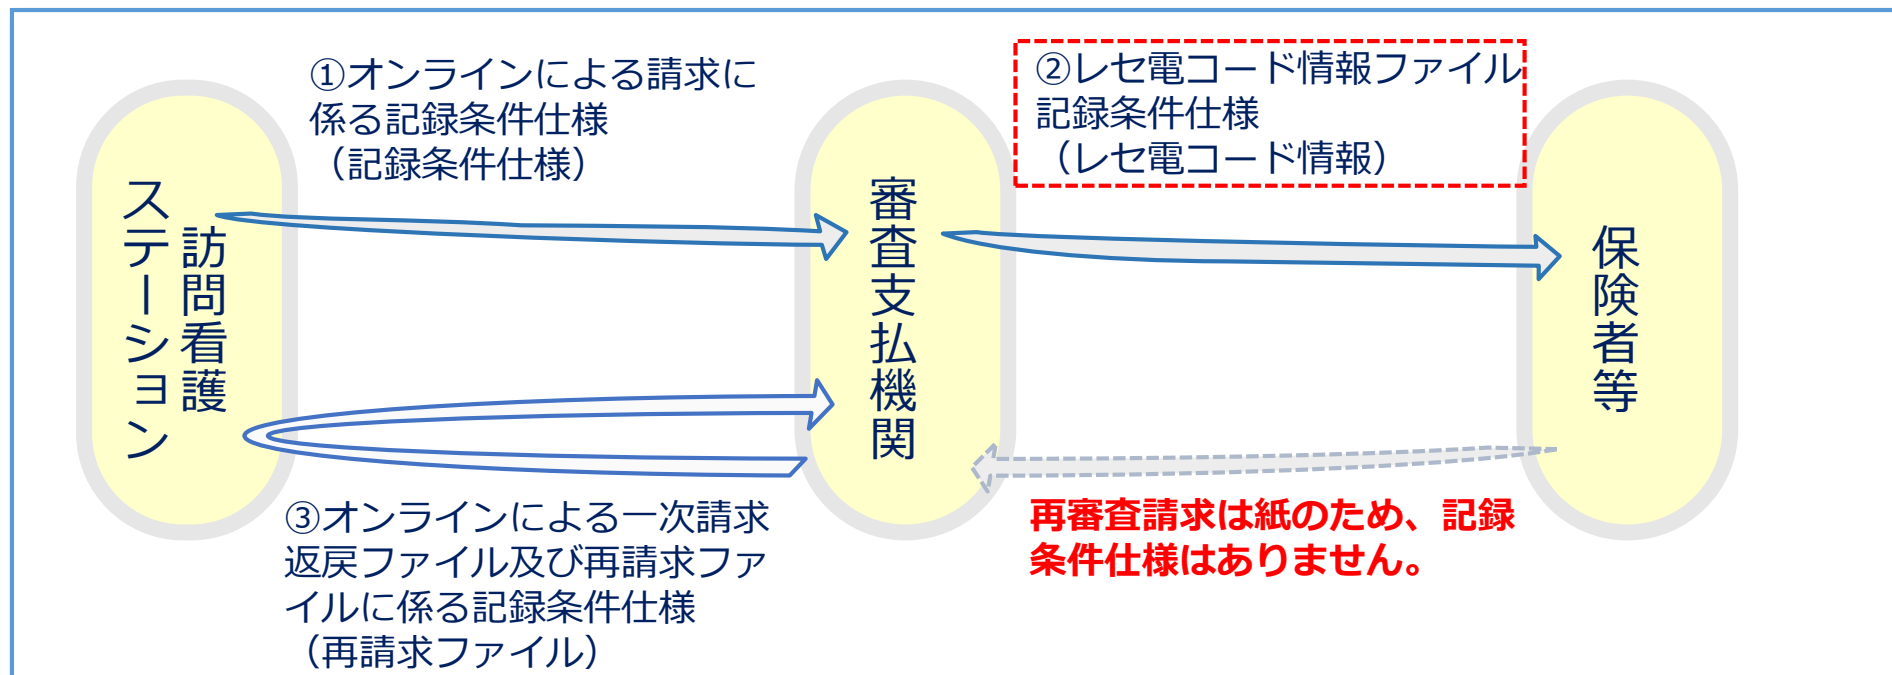 ①オンラインによる請求に
係る記録条件仕様
（記録条件仕様）
②レセ電コード情報ファイル
記録条件仕様
（レセ電コード情報）
訪問看護
ステーション
審査支払機関
保険者等
③オンラインによる一次請求
返戻ファイル及び再請求ファ
イルに係る記録条件仕様
（再請求ファイル）
再審査請求は紙のため、記録
条件仕様はありません。